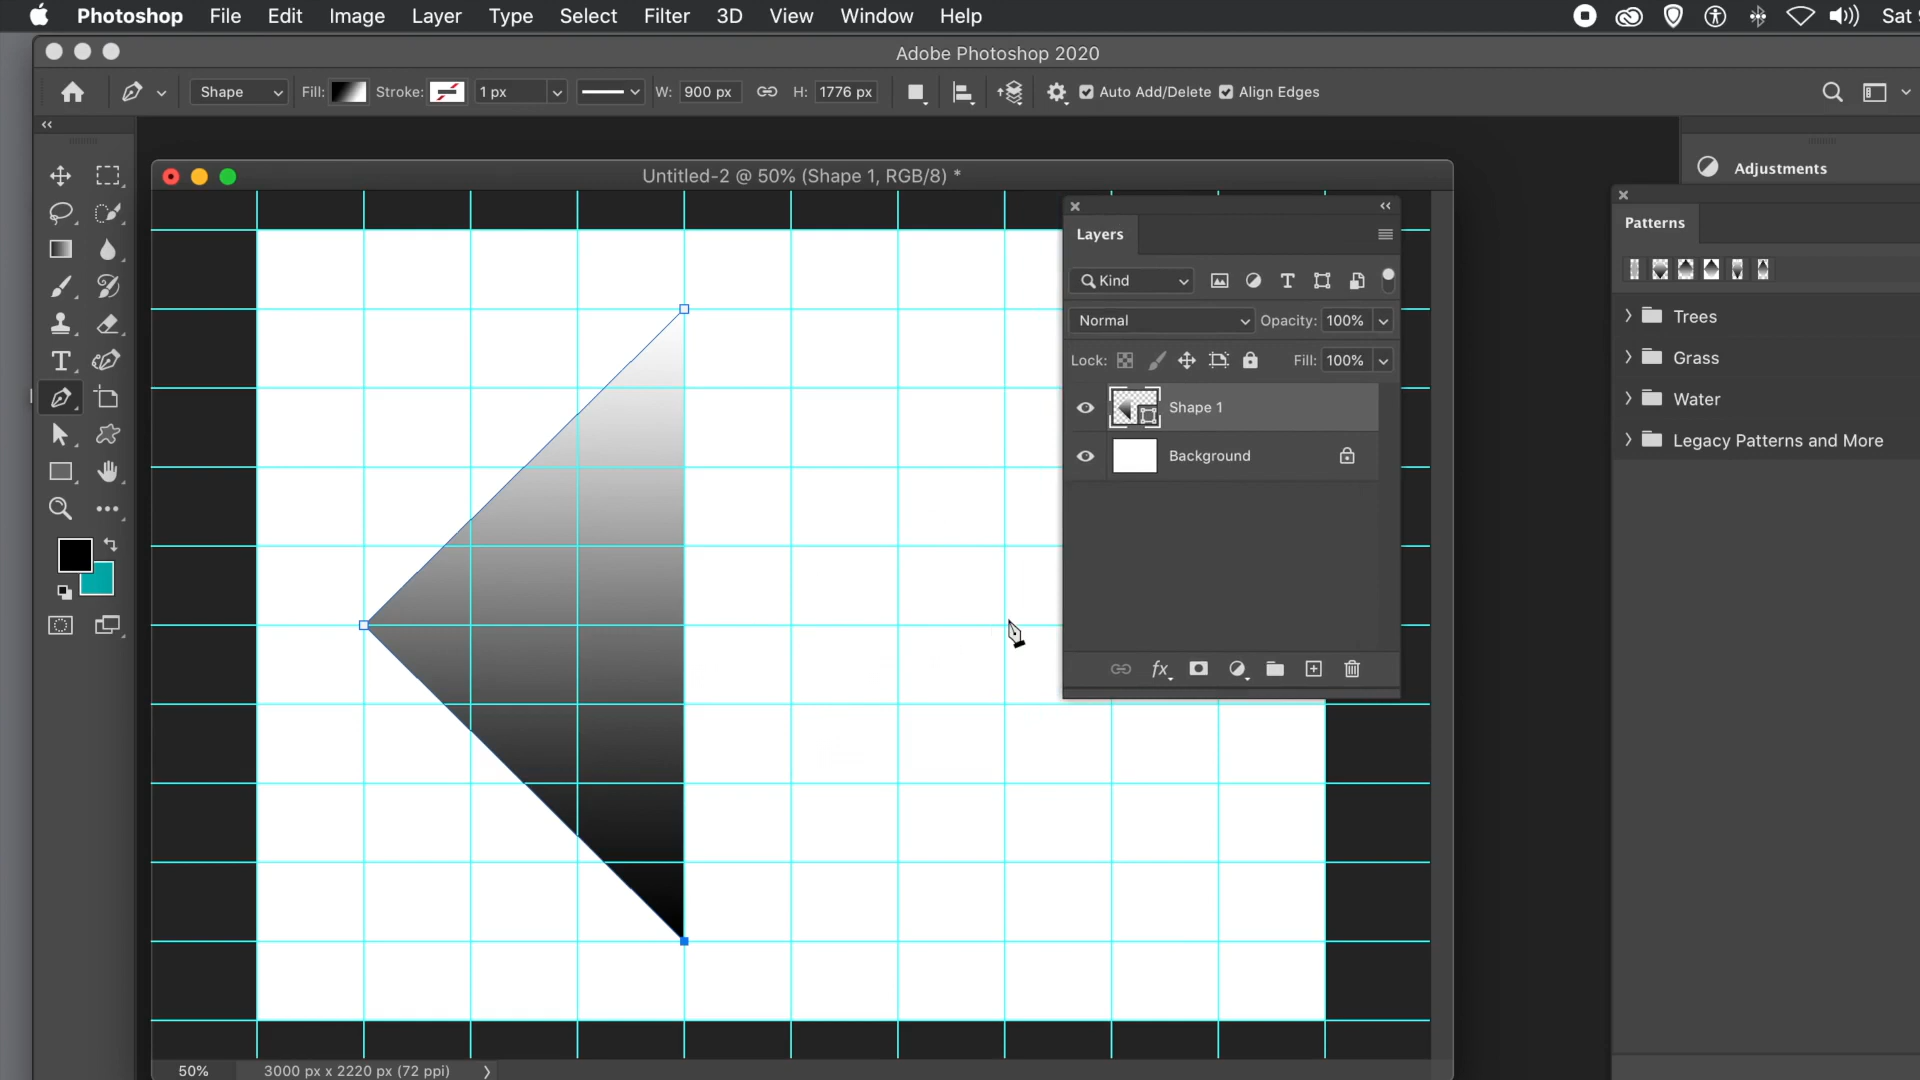 Photoshop File Edit Image Layer Type Select Filter 3D View Window Help Sat
Adobe Photoshop 2020
Shape Fill: Stroke: 1 px W: 900 px H: 1776 px Auto Add/Delete Align Edges
Untitled-2 @ 50% (Shape 1, RGB/8) *
Adjustments
Patterns
Layers
Kind
Normal Opacity: 100%
Lock: Fill: 100%
Shape 1
Background
Trees
Grass
Water
Legacy Patterns and More
50% 3000 px x 2220 px (72 ppi)